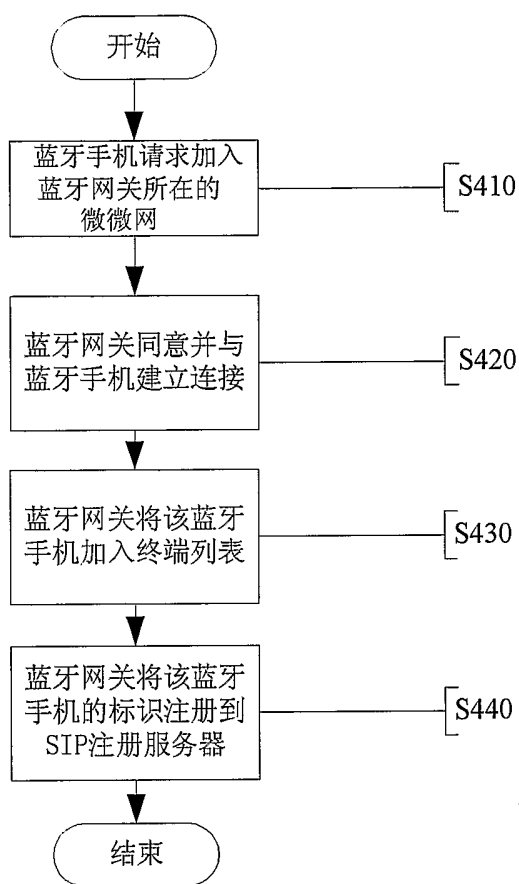 开始
蓝牙手机请求加入
蓝牙网关所在的
微微网
S410
蓝牙网关同意并与
蓝牙手机建立连接
S420
蓝牙网关将该蓝牙
手机加入终端列表
S430
蓝牙网关将该蓝牙
手机的标识注册到
SIP注册服务器
S440
结束